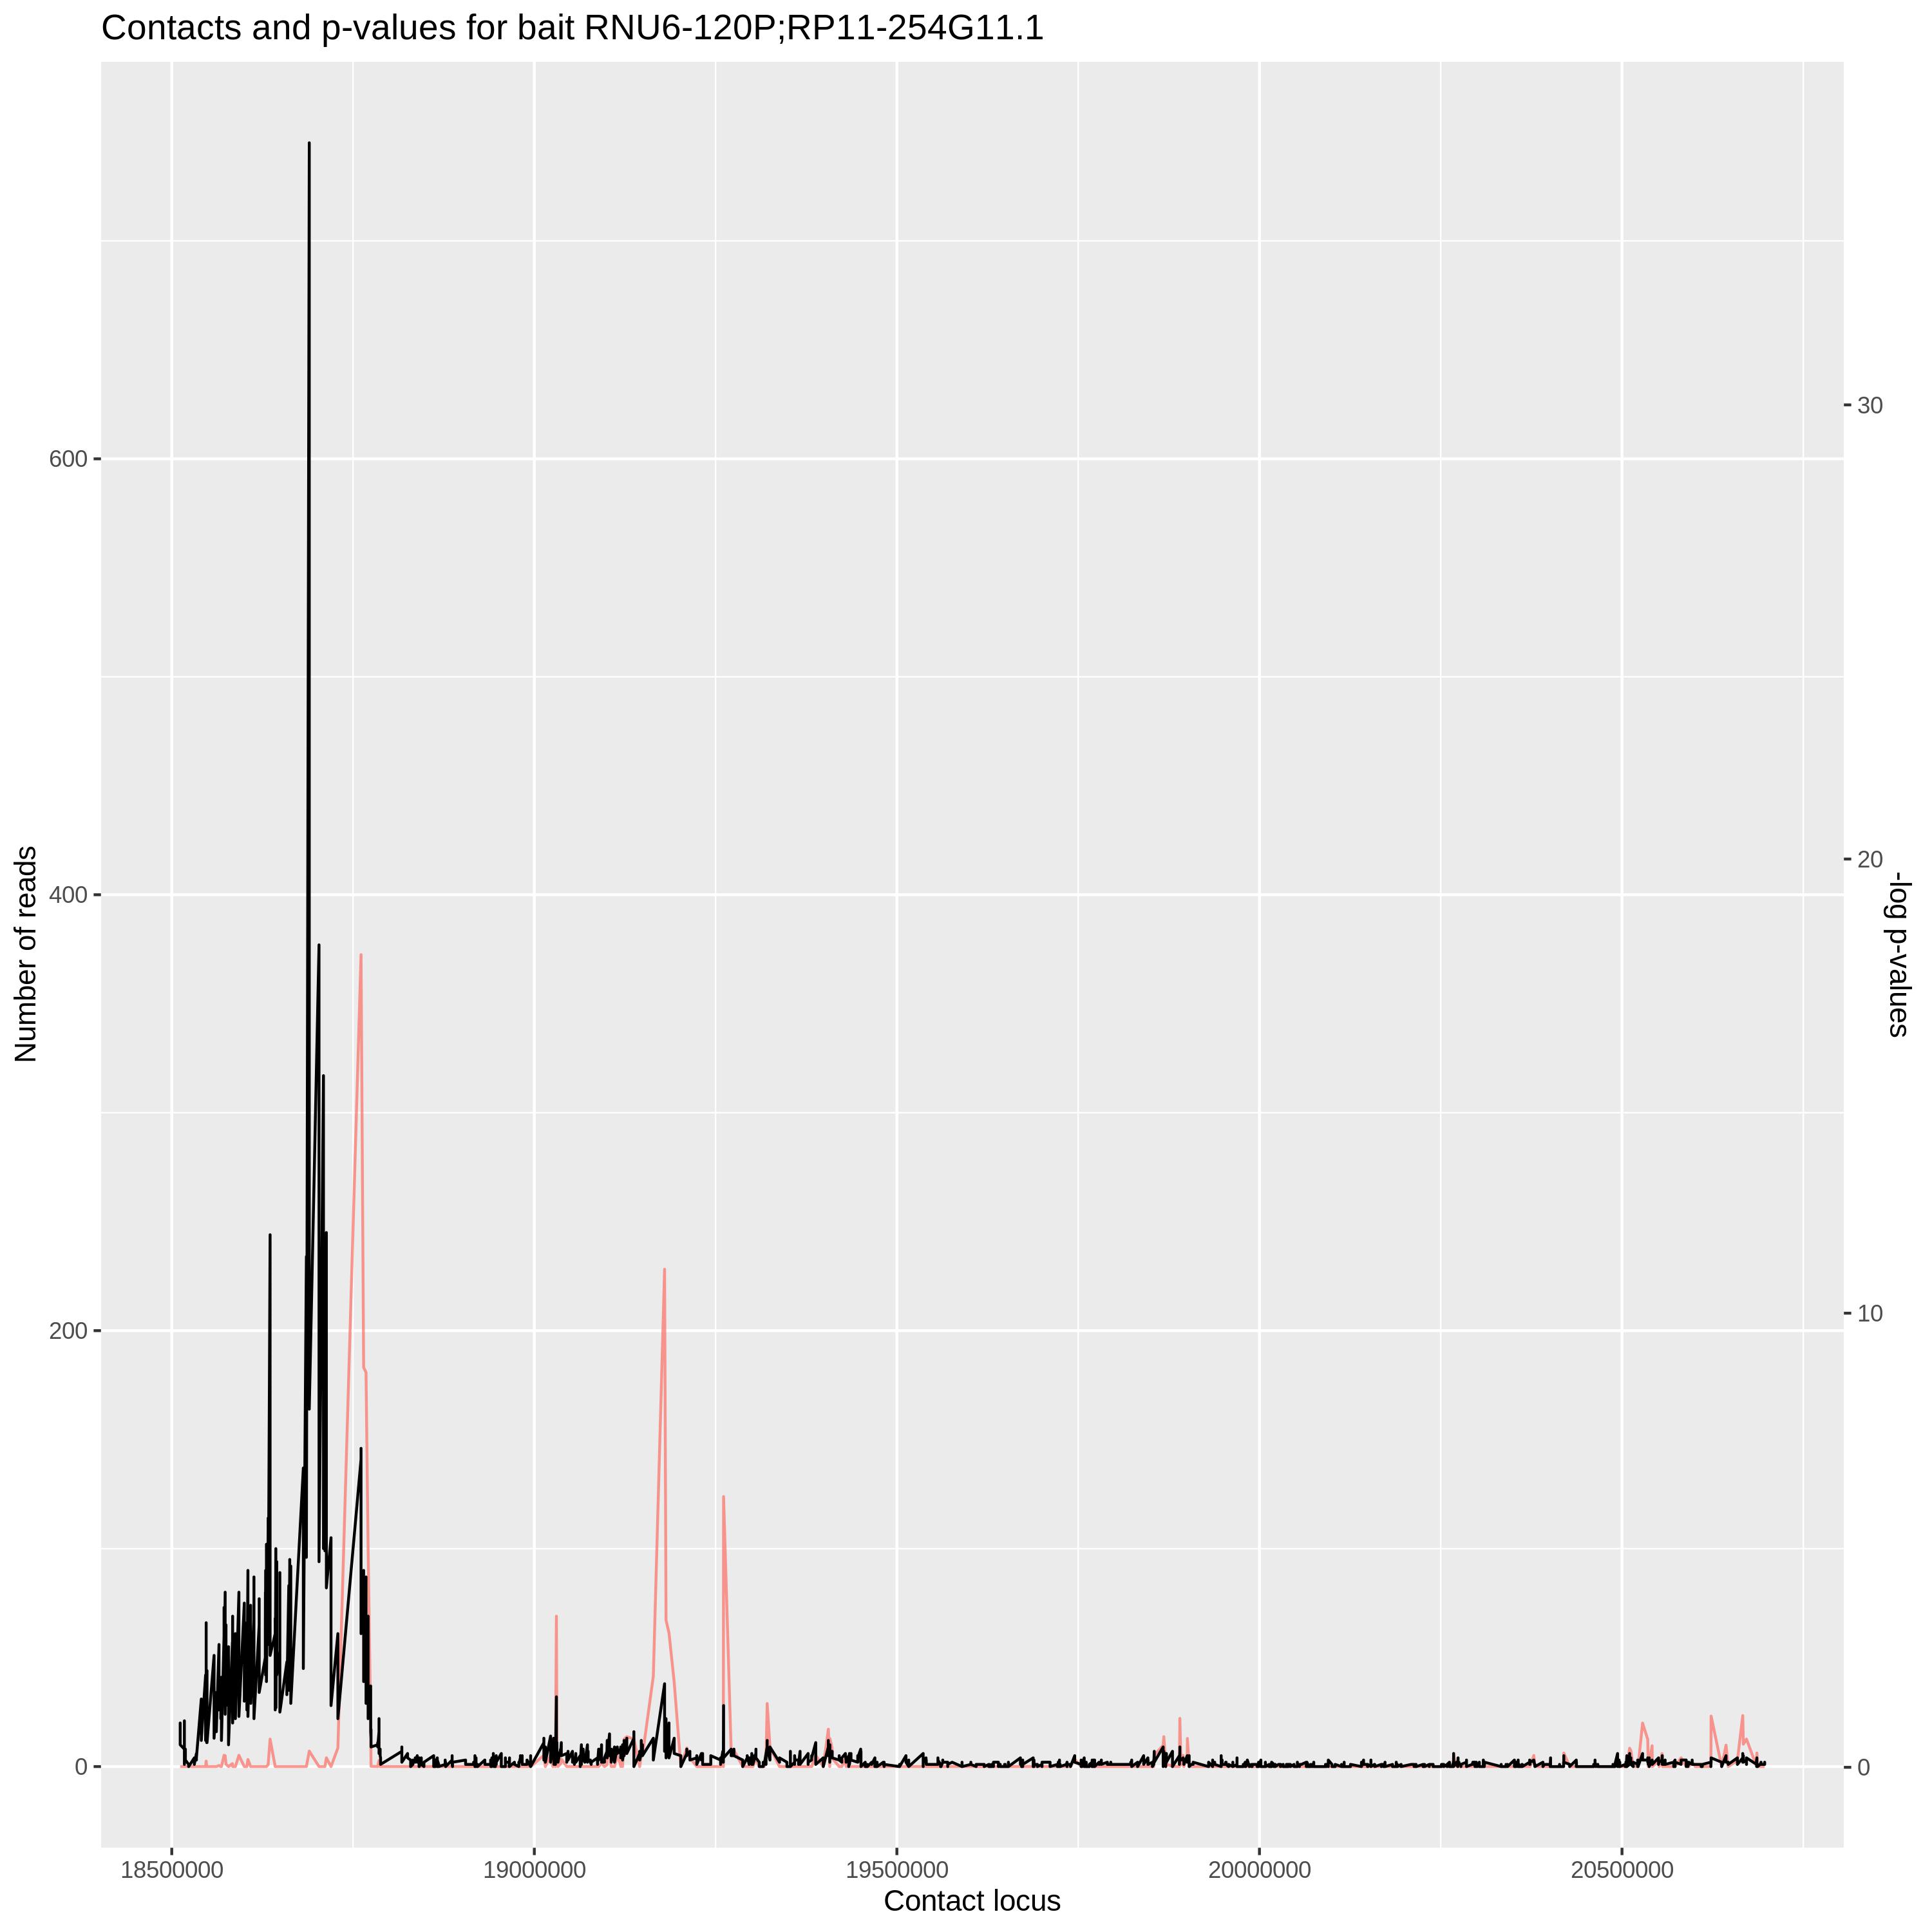 Contacts and p-values for bait RNU6-120P;RP11-254G11.1
600
400
200
0
Number of reads
30
20
10
0
-log p-values
18500000 19000000 19500000 20000000 20500000
Contact locus